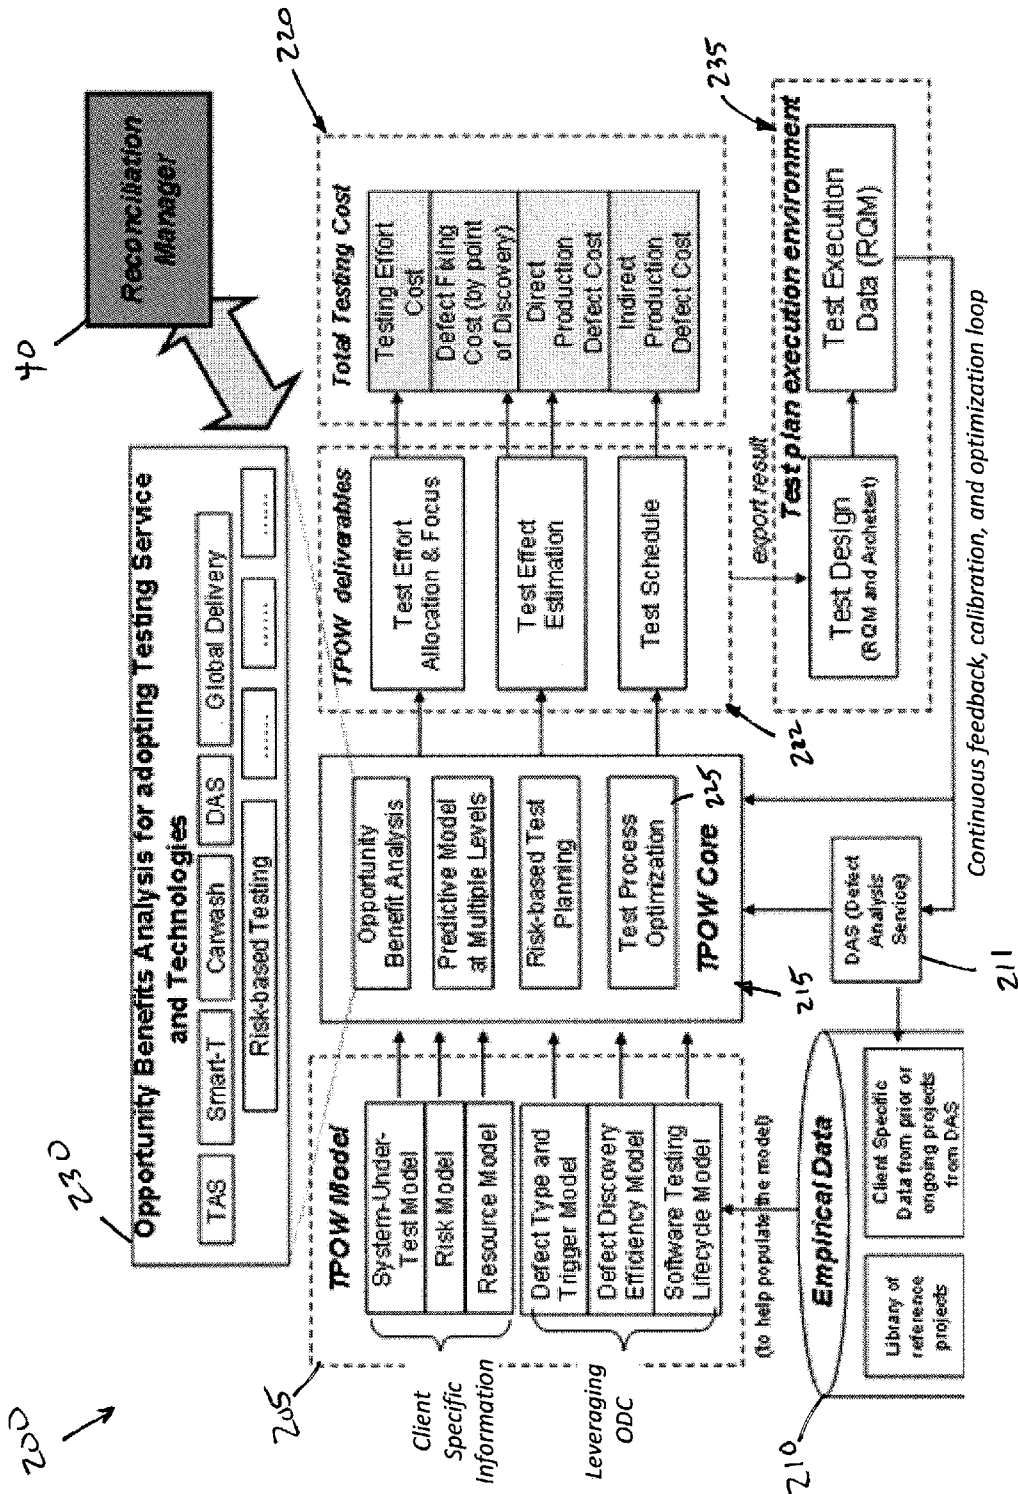 200
230
Opportunity Benefits Analysis for adopting Testing Service
and Technologies
TAS
Smart-T
Carwash
DAS
Global Delivery
Risk-based Testing
......
......
......
40
Reconciliation
Manager
205
TPOW Model
Client
Specific
Information
System-Under-
Test Model
Risk Model
Resource Model
Leveraging
ODC
Defect Type and
Trigger Model
Defect Discovery
Efficiency Model
Software Testing
Lifecycle Model
(to help populate the model)
210
Empirical Data
Library of
reference
projects
Client Specific
Data from prior or
ongoing projects
from DAS
Opportunity
Benefit Analysis
Predictive Model
at Multiple Levels
Risk-based Test
Planning
Test Process
Optimization
225
TPOW Core
215
DAS (Defect
Analysis
Service)
211
TPOW deliverables
Test Effort
Allocation & Focus
Test Effect
Estimation
Test Schedule
222
export result
220
Total Testing Cost
Testing Effort
Cost
Defect Fixing
Cost (by point
of Discovery)
Direct
Production
Defect Cost
Indirect
Production
Defect Cost
235
Test plan execution environment
Test Design
(RQM and Archetest)
Test Execution
Data (RQM)
Continuous feedback, calibration, and optimization loop